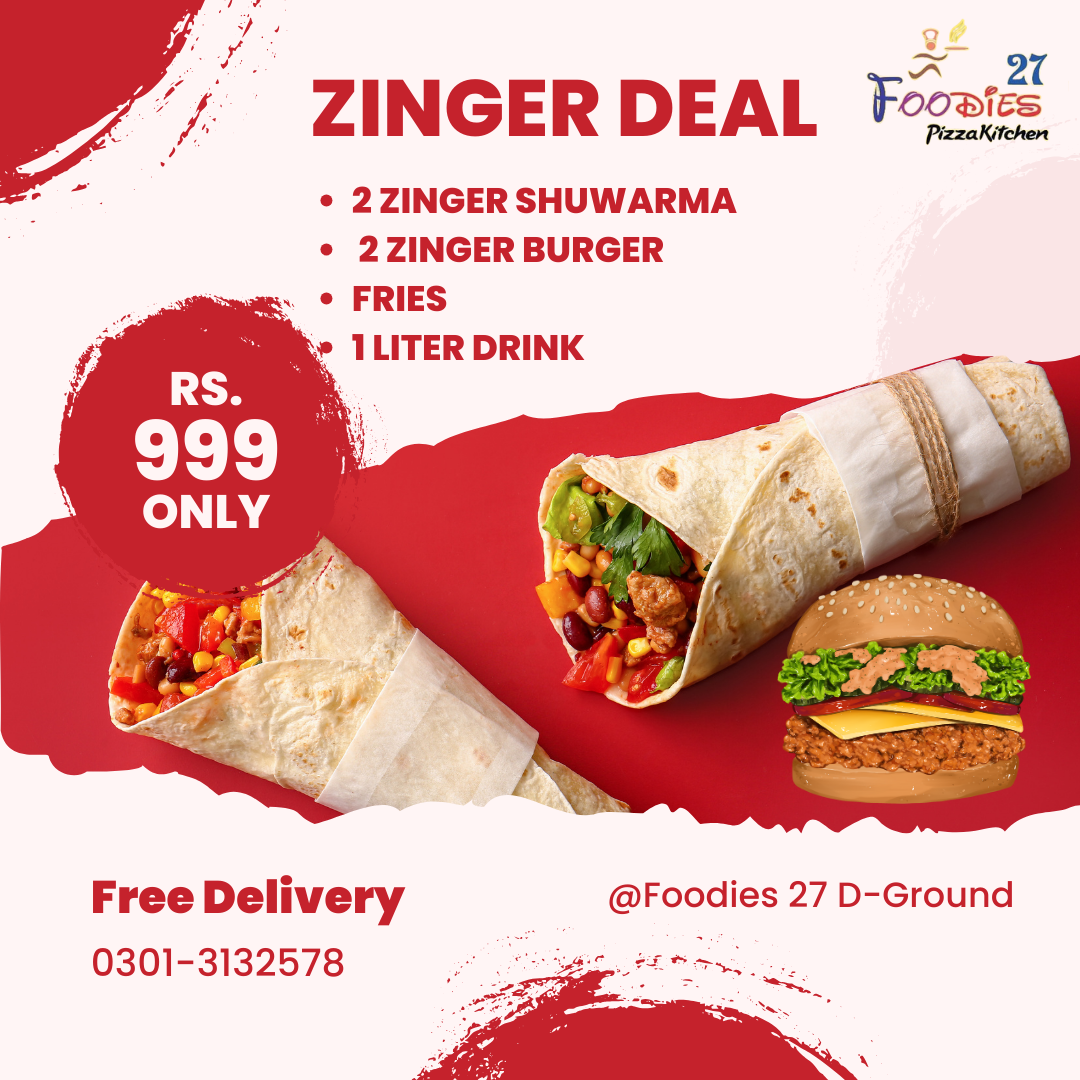 27
FOODIES
PizzaKitchen
ZINGER DEAL
• 2 ZINGER SHUWARMA
• 2 ZINGER BURGER
• FRIES
• 1 LITER DRINK
RS.
999
ONLY
Free Delivery
0301-3132578
@Foodies 27 D-Ground